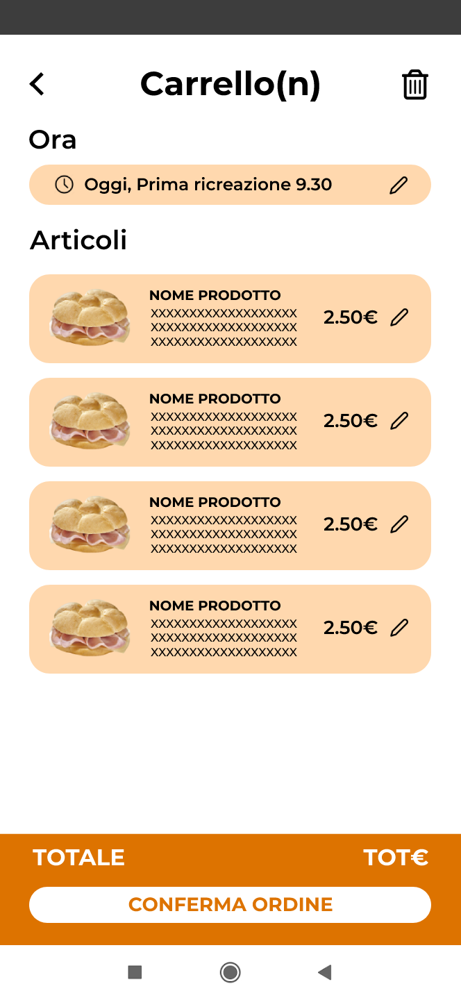 Carrello(n)
Ora
Oggi, Prima ricreazione 9.30
Articoli
NOME PRODOTTO
XXXXXXXXXXXXXXXXXXX
XXXXXXXXXXXXXXXXXXX
XXXXXXXXXXXXXXXXXXX
2.50€
NOME PRODOTTO
XXXXXXXXXXXXXXXXXXX
XXXXXXXXXXXXXXXXXXX
XXXXXXXXXXXXXXXXXXX
2.50€
NOME PRODOTTO
XXXXXXXXXXXXXXXXXXX
XXXXXXXXXXXXXXXXXXX
XXXXXXXXXXXXXXXXXXX
2.50€
NOME PRODOTTO
XXXXXXXXXXXXXXXXXXX
XXXXXXXXXXXXXXXXXXX
XXXXXXXXXXXXXXXXXXX
2.50€
TOTALE TOT€
CONFERMA ORDINE